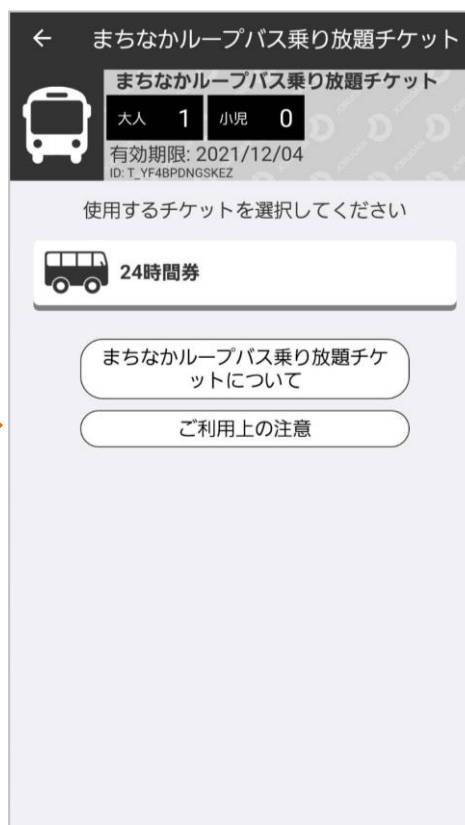 まちなかループバス乗り放題チケット
まちなかループバス乗り放題チケット
大人 1 小児 0
有効期限: 2021/12/04
ID: T_YF4BPDNGSKEZ
使用するチケットを選択してください
24時間券
まちなかループバス乗り放題チケ
ットについて
ご利用上の注意